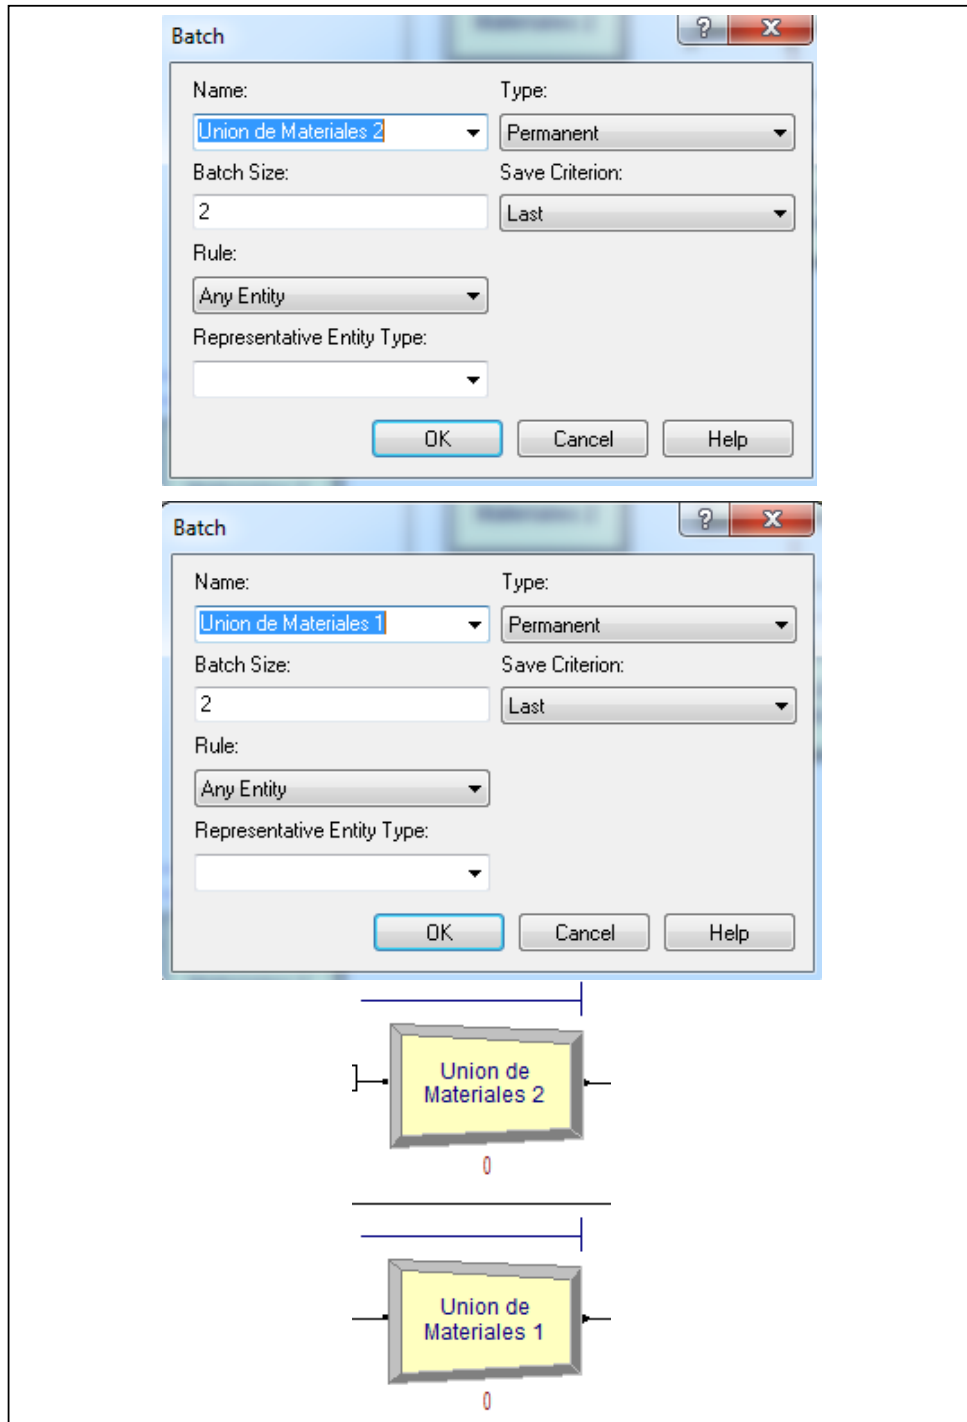 Batch
Name: Type:
Union de Materiales 2 Permanent
Batch Size: Save Criterion:
2 Last
Rule:
Any Entity
Representative Entity Type:
OK Cancel Help
Batch
Name: Type:
Union de Materiales 1 Permanent
Batch Size: Save Criterion:
2 Last
Rule:
Any Entity
Representative Entity Type:
OK Cancel Help
Union de
Materiales 2
0
Union de
Materiales 1
0